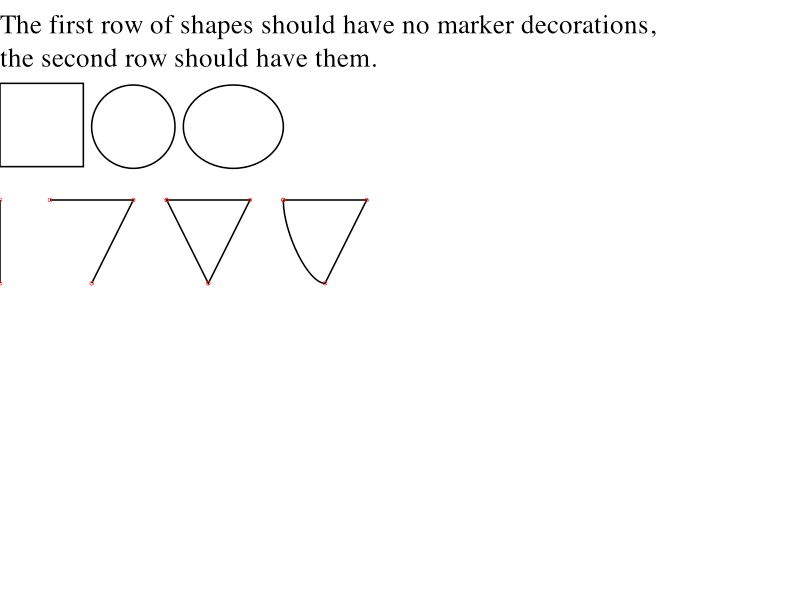 The first row of shapes should have no marker decorations,
the second row should have them.